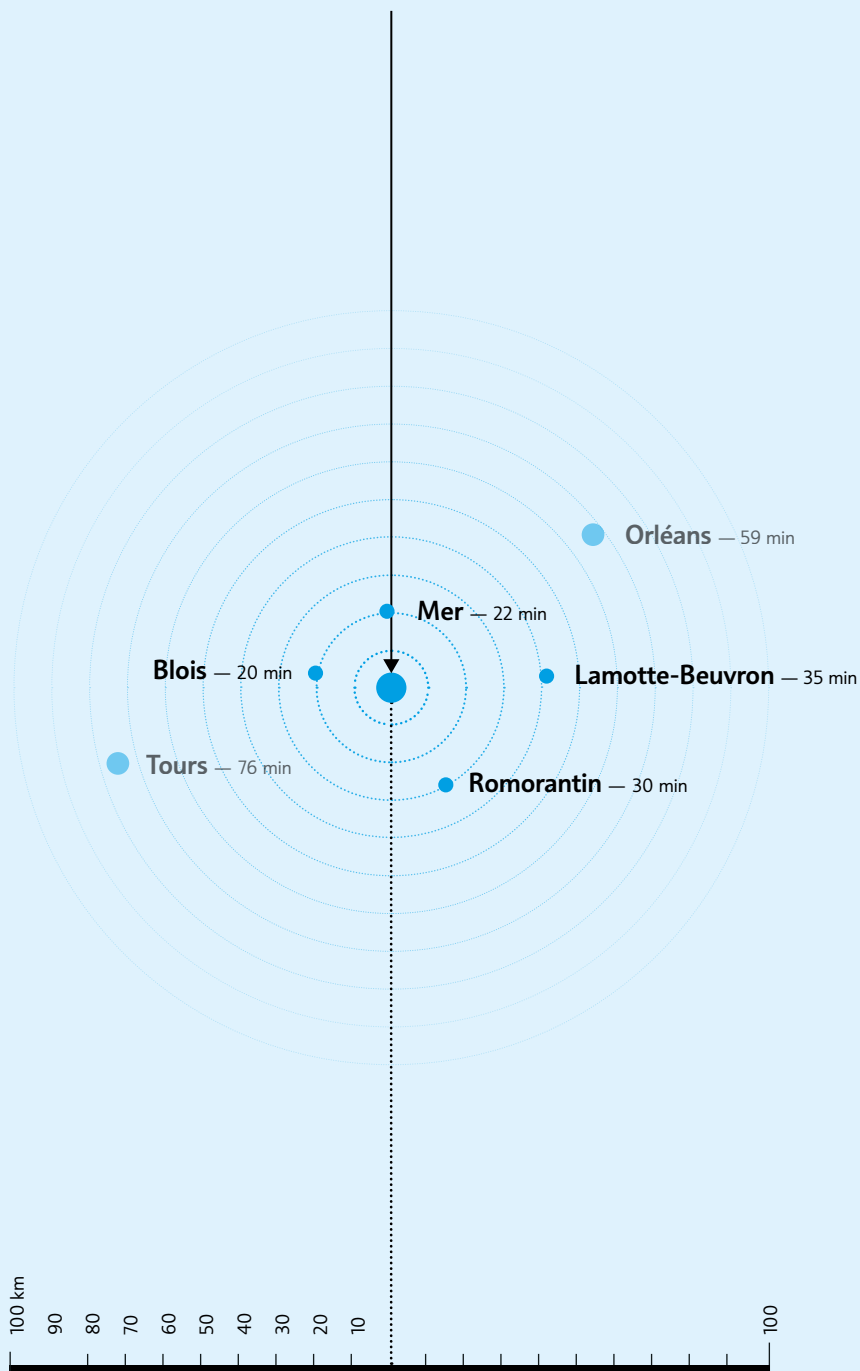 Orléans — 59 min
Mer — 22 min
Blois — 20 min
Lamotte-Beuvron — 35 min
Tours — 76 min
Romorantin — 30 min
100 km
90
80
70
60
50
40
30
20
10
100